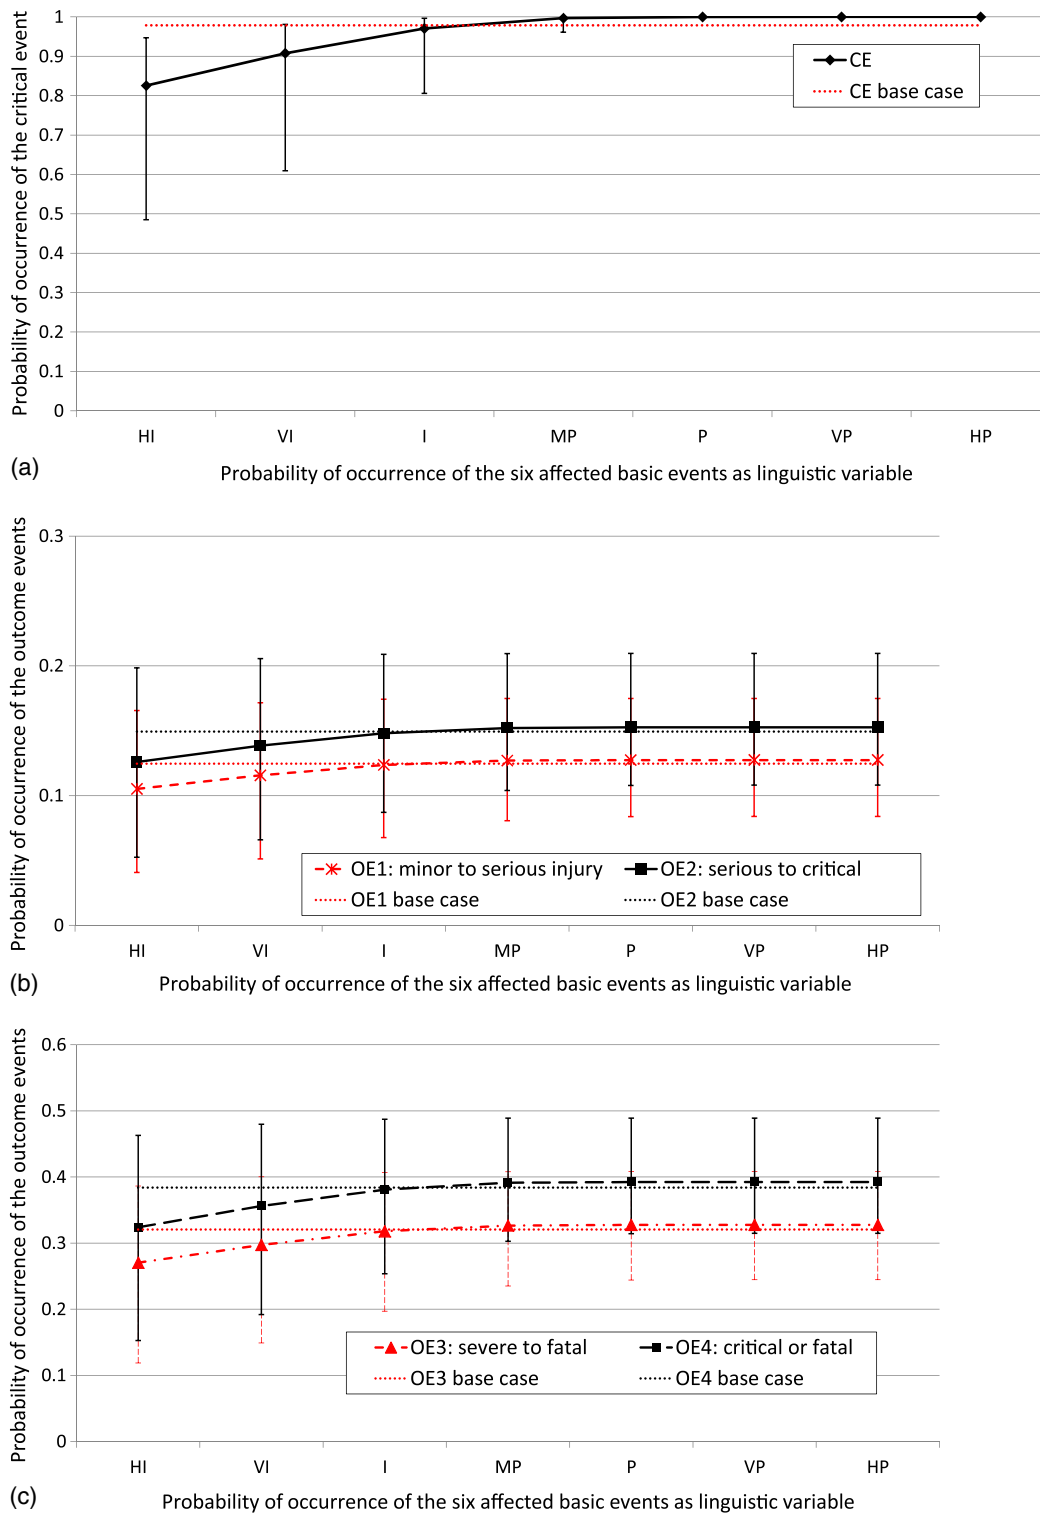 Probability of occurrence of the critical event
1
0.9
0.8
0.7
0.6
0.5
0.4
0.3
0.2
0.1
0
CE
CE base case
HI VI I MP P VP HP
(a)
Probability of occurrence of the six affected basic events as linguistic variable
Probability of occurrence of the outcome events
0.3
0.2
0.1
0
OE1: minor to serious injury OE2: serious to critical
OE1 base case OE2 base case
HI VI I MP P VP HP
(b)
Probability of occurrence of the six affected basic events as linguistic variable
Probability of occurrence of the outcome events
0.6
0.5
0.4
0.3
0.2
0.1
0
OE3: severe to fatal OE4: critical or fatal
OE3 base case OE4 base case
HI VI I MP P VP HP
(c)
Probability of occurrence of the six affected basic events as linguistic variable